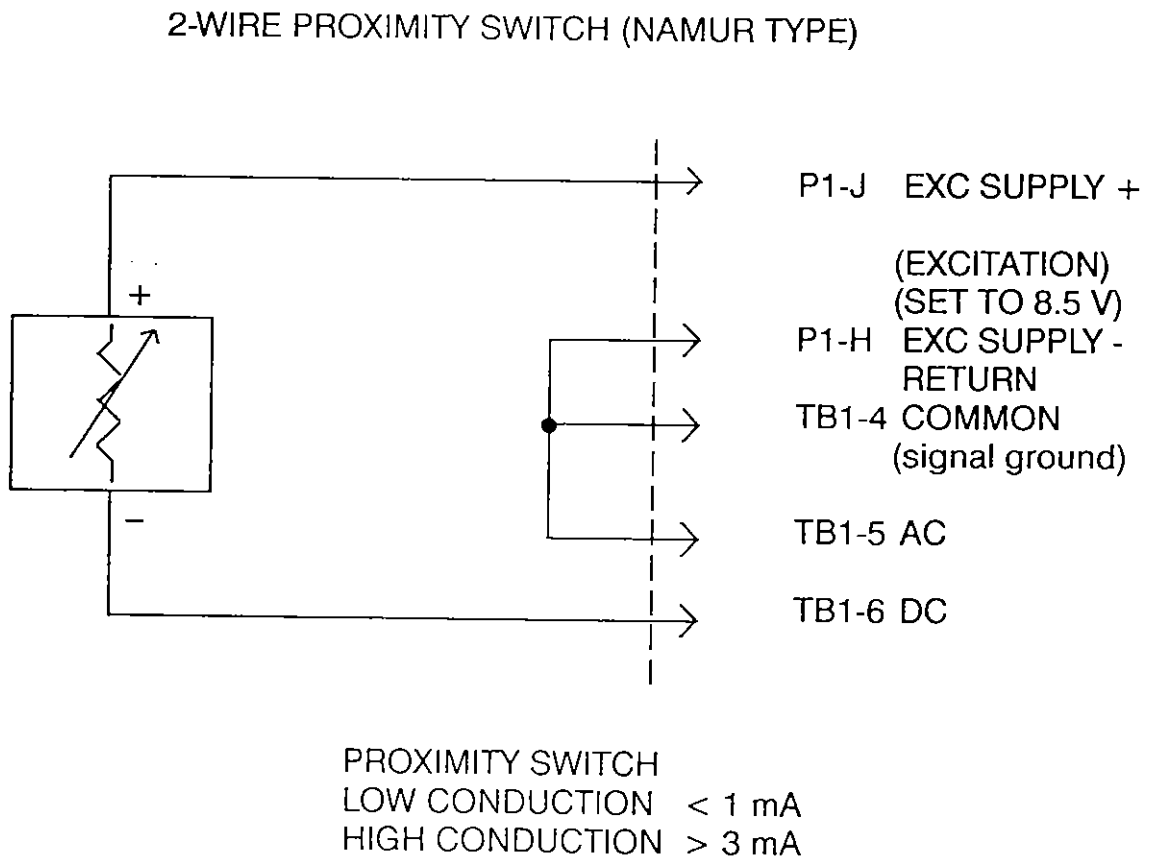 2-WIRE PROXIMITY SWITCH (NAMUR TYPE)
P1-J EXC SUPPLY +
(EXCITATION)
(SET TO 8.5 V)
+
P1-H EXC SUPPLY -
RETURN
TB1-4 COMMON
(signal ground)
−
TB1-5 AC
TB1-6 DC
PROXIMITY SWITCH
LOW CONDUCTION < 1 mA
HIGH CONDUCTION > 3 mA